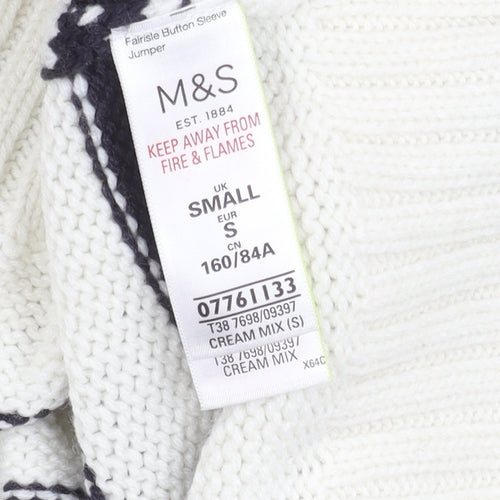 Fairisle Button Sleeve
Jumper
M&S
EST. 1884
KEEP AWAY FROM
FIRE & FLAMES
UK
SMALL
EUR
S
CN
160/84A
07761133
T38 7698/09397
CREAM MIX (S)
T38 7698/09397
CREAM MIX
X64C